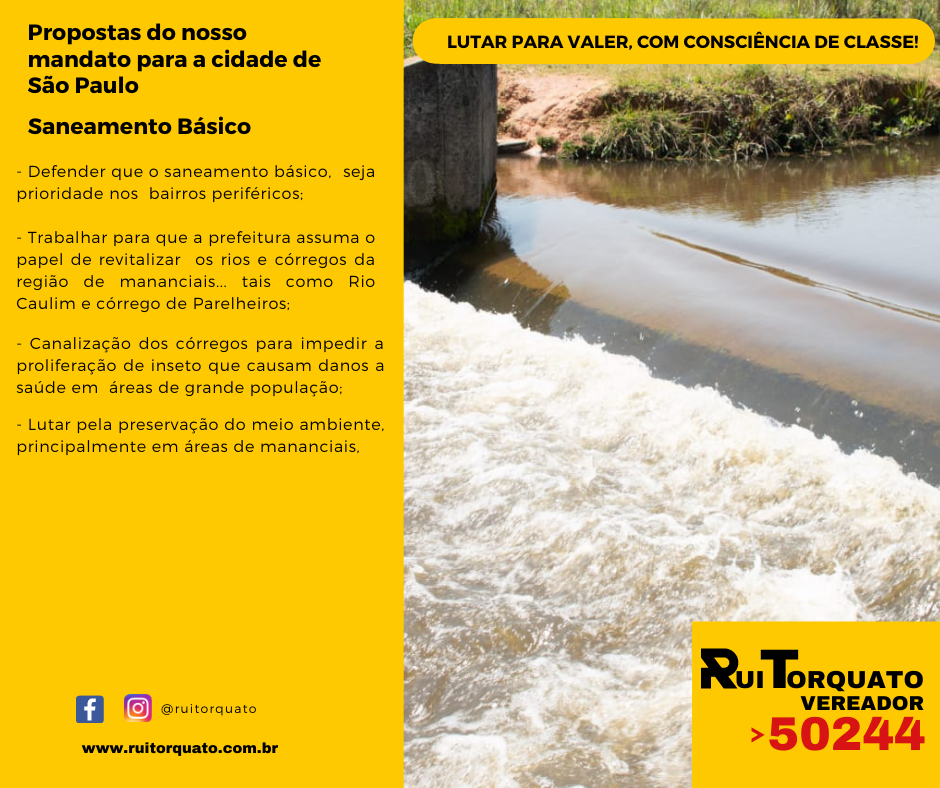 Propostas do nosso
mandato para a cidade de
São Paulo
Saneamento Básico
- Defender que o saneamento básico, seja
prioridade nos bairros periféricos;
- Trabalhar para que a prefeitura assuma o
papel de revitalizar os rios e córregos da
região de mananciais... tais como Rio
Caulim e córrego de Parelheiros;
- Canalização dos córregos para impedir a
proliferação de inseto que causam danos a
saúde em áreas de grande população;
- Lutar pela preservação do meio ambiente,
principalmente em áreas de mananciais,
@ruitorquato
www.ruitorquato.com.br
LUTAR PARA VALER, COM CONSCIÊNCIA DE CLASSE!
RUI TORQUATO
VEREADOR
>50244